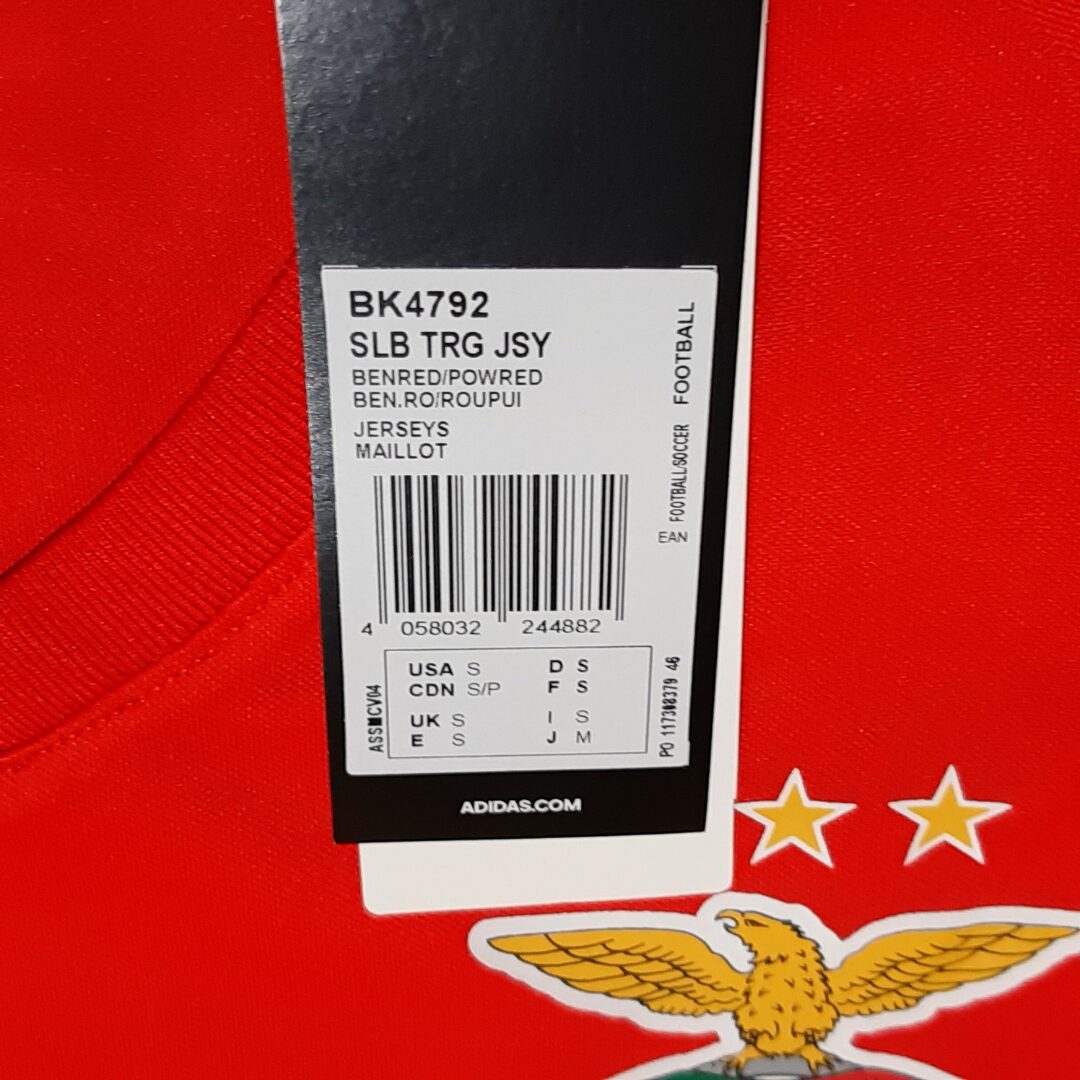 BK4792
SLB TRG JSY
BENRED/POWRED
BEN.RO/ROUPUI
JERSEYS
MAILLOT
FOOTBALL
FOOTBALL/SOCCER
EAN
4 058032 244882
USA S D S
CDN S/P F S
UK S I S
E S J M
PO 117308379 46
ADIDAS.COM